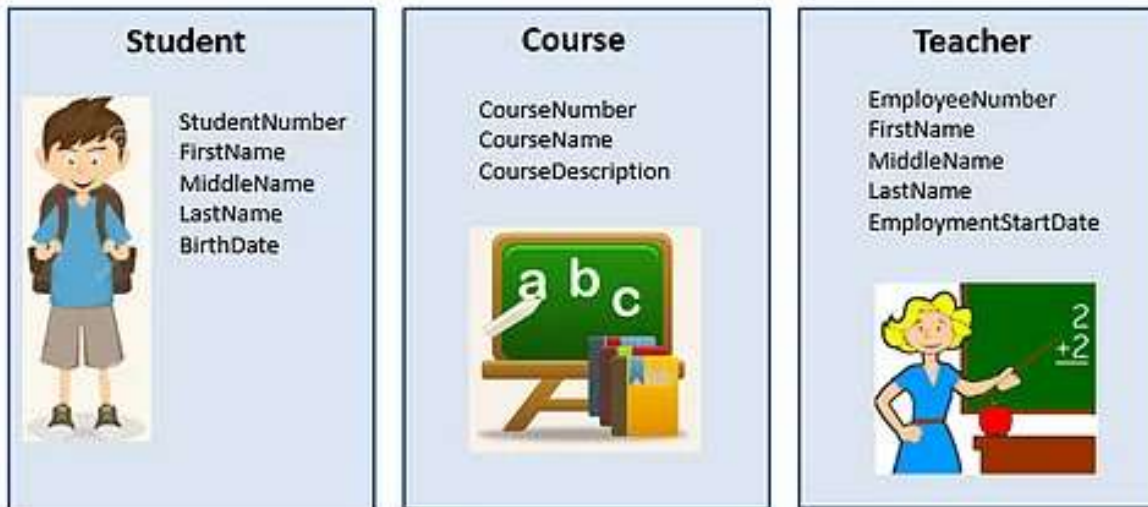 Student
StudentNumber
FirstName
MiddleName
LastName
BirthDate
Course
CourseNumber
CourseName
CourseDescription
a b c
Teacher
EmployeeNumber
FirstName
MiddleName
LastName
EmploymentStartDate
2
+2